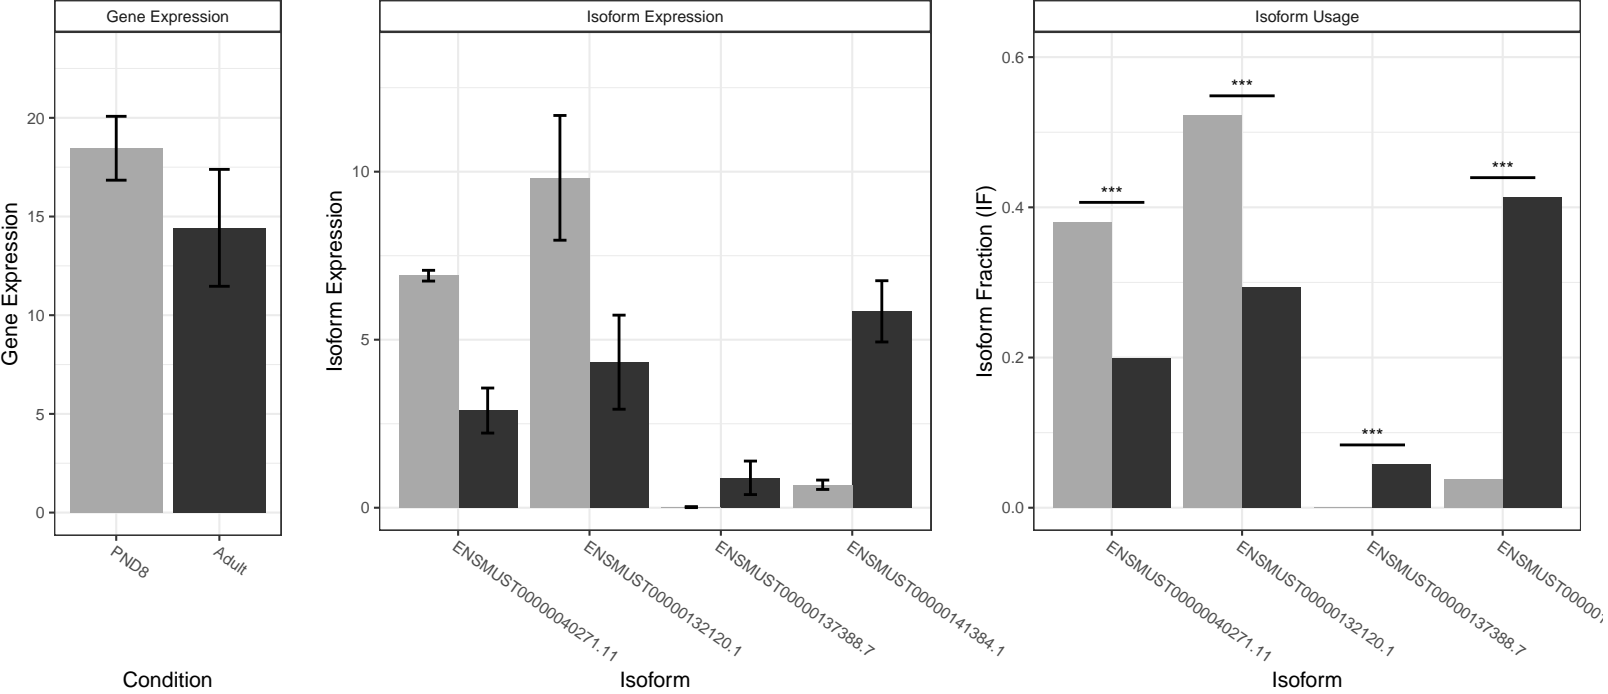 Gene Expression
Isoform Expression
Isoform Usage
Gene Expression
20
15
10
5
0
PND8
Adult
Condition
Isoform Expression
10
5
0
ENSMUST00000040271.11
ENSMUST00000132120.1
ENSMUST00000137388.7
ENSMUST00000141384.1
Isoform
Isoform Fraction (IF)
0.6
0.4
0.2
0.0
***
***
***
***
ENSMUST00000040271.11
ENSMUST00000132120.1
ENSMUST00000137388.7
Isoform